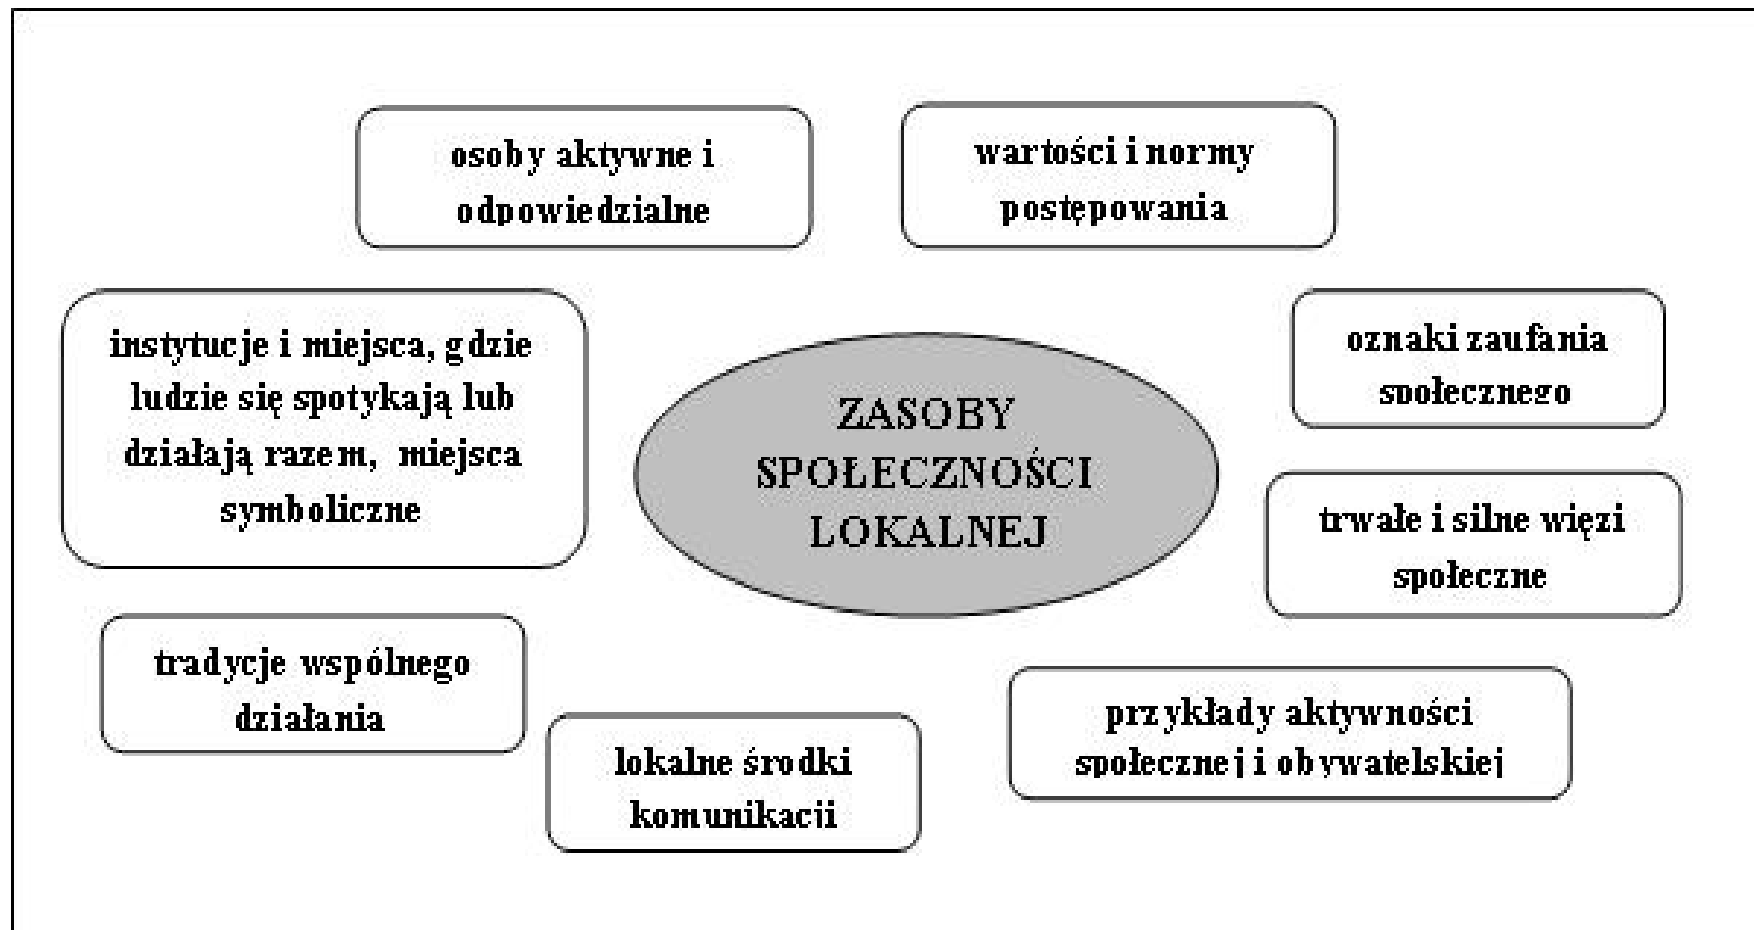 osoby aktywne i
odpowiedzialne
wartości i normy
postępowania
instytucje i miejsca, gdzie
ludzie się spotykają lub
działają razem, miejsca
symboliczne
oznaki zaufania
społecznego
ZASOBY
SPOŁECZNOŚCI
LOKALNEJ
trwałe i silne więzi
społeczne
tradycje wspólnego
działania
przykłady aktywności
społecznej i obywatelskiej
lokalne środki
komunikacji